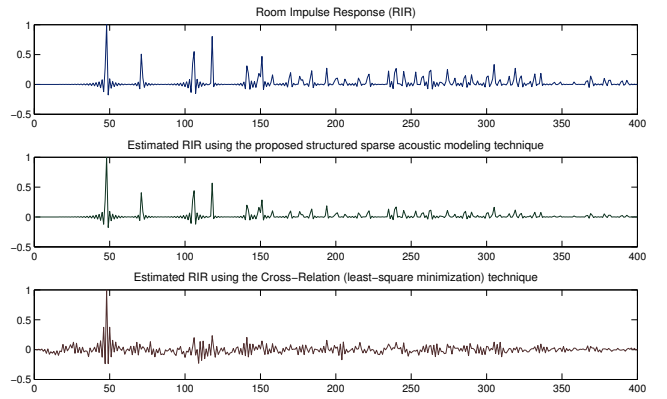 Room Impulse Response (RIR)
1
0.5
0
−0.5
0 50 100 150 200 250 300 350 400
Estimated RIR using the proposed structured sparse acoustic modeling technique
1
0.5
0
−0.5
0 50 100 150 200 250 300 350 400
Estimated RIR using the Cross−Relation (least−square minimization) technique
1
0.5
0
−0.5
0 50 100 150 200 250 300 350 400